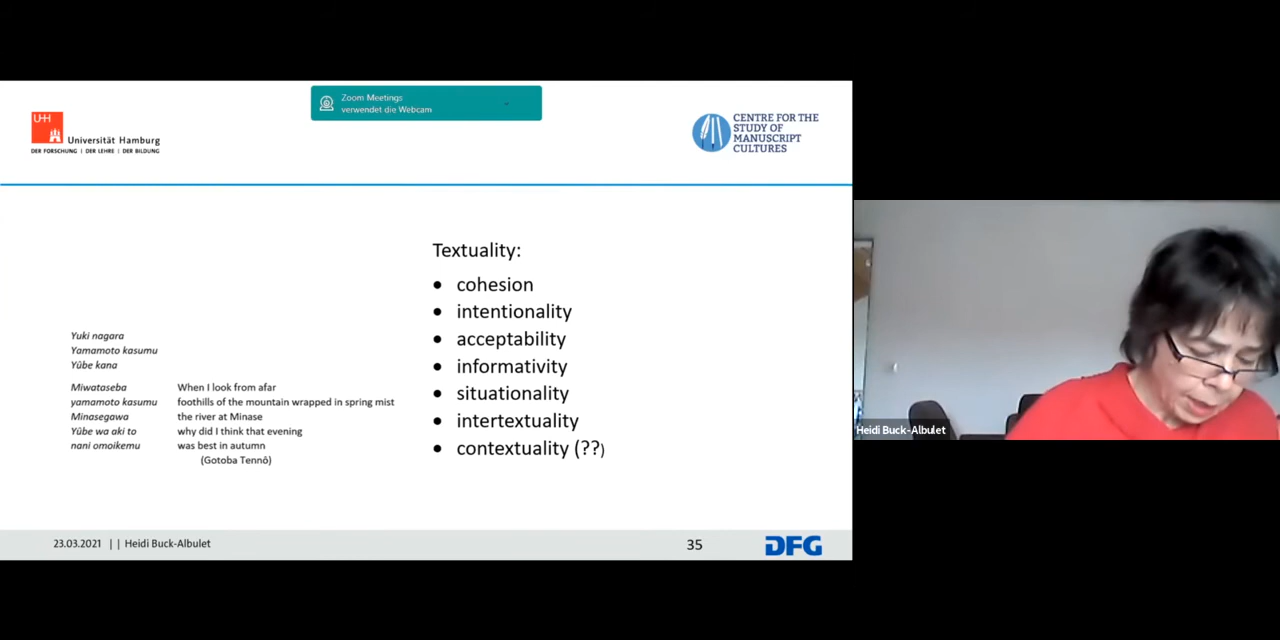 Zoom Meetings
verwendet die Webcam
UH
Universität Hamburg
DER FORSCHUNG | DER LEHRE | DER BILDUNG
CENTRE FOR THE
STUDY OF
MANUSCRIPT
CULTURES
Yuki nagara
Yamamoto kasumu
Yûbe kana
Miwataseba When I look from afar
yamamoto kasumu foothills of the mountain wrapped in spring mist
Minasegawa the river at Minase
Yûbe wa aki to why did I think that evening
nani omoikemu was best in autumn
(Gotoba Tennô)
Textuality:
• cohesion
• intentionality
• acceptability
• informativity
• situationality
• intertextuality
• contextuality (??)
23.03.2021 | | Heidi Buck-Albulet
35
DFG
Heidi Buck-Albulet